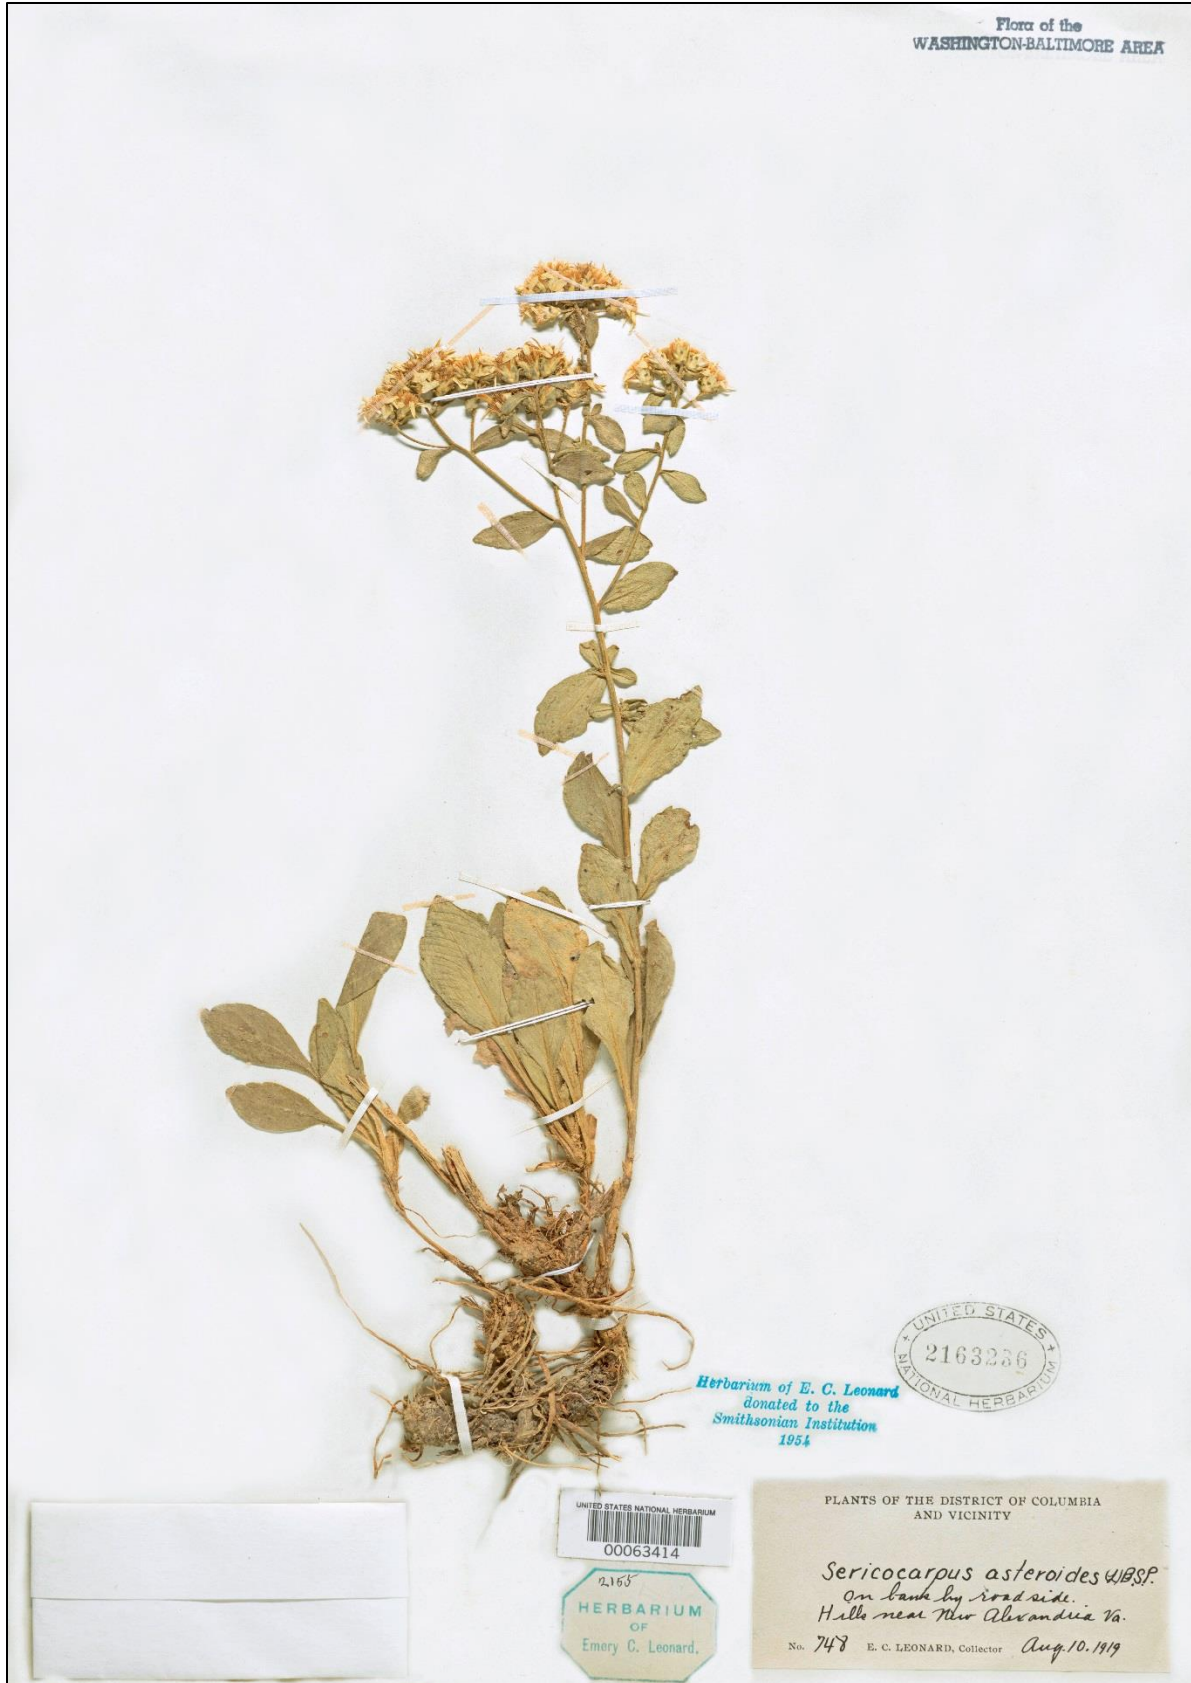 Flora of the
WASHINGTON-BALTIMORE AREA
UNITED STATES
2163236
NATIONAL HERBARIUM
Herbarium of E. C. Leonard
donated to the
Smithsonian Institution
1954
UNITED STATES NATIONAL HERBARIUM
00063414
2155
HERBARIUM
OF
Emery C. Leonard.
PLANTS OF THE DISTRICT OF COLUMBIA
AND VICINITY
Sericocarpus asteroides (L.) B.S.P.
On bank by roadside.
Hills near New Alexandria Va.
No. 748 E. C. LEONARD, Collector Aug. 10. 1919